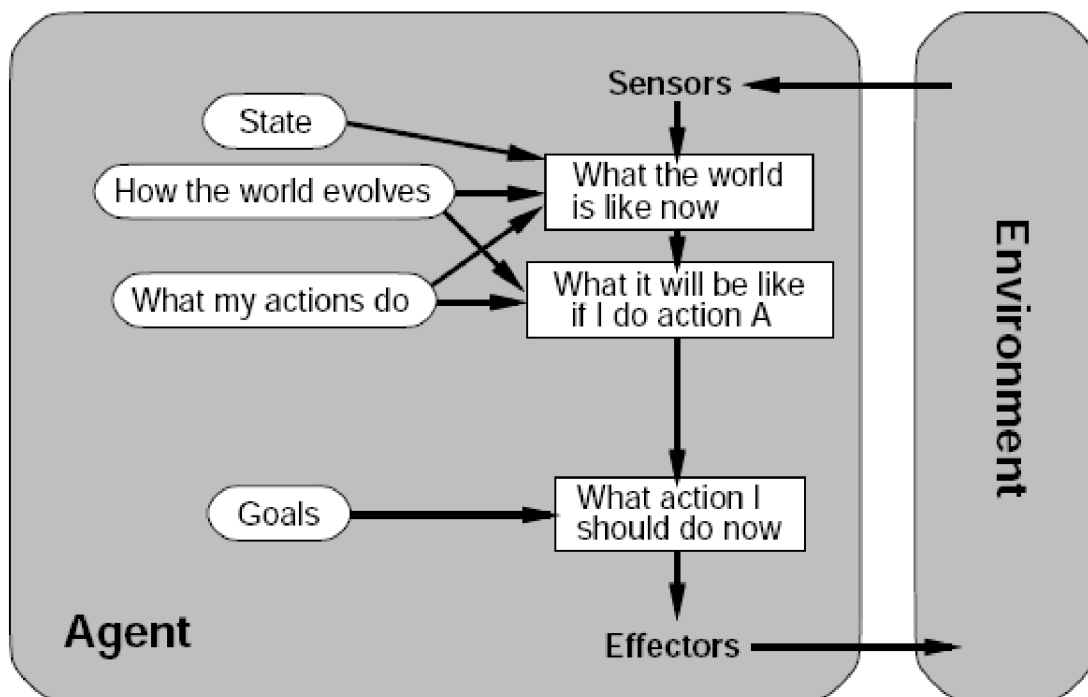 Sensors
State
What the world
is like now
How the world evolves
What it will be like
if I do action A
What my actions do
What action I
should do now
Goals
Agent
Effectors
Environment